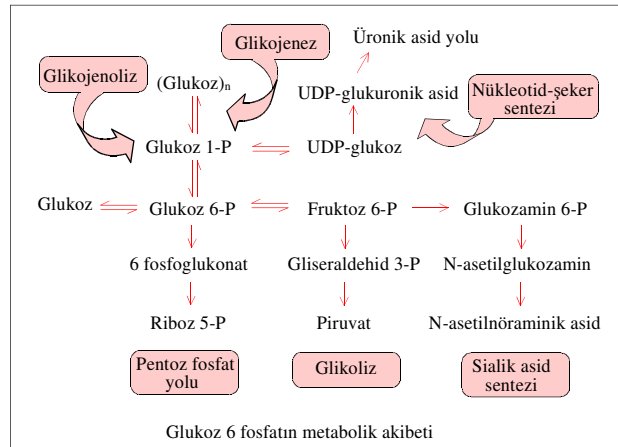 Üronik asid yolu
Glikojenez
Glikojenoliz
(Glukoz)n
UDP-glukuronik asid
Nükleotid-şeker
sentezi
Glukoz 1-P
UDP-glukoz
Glukoz
Glukoz 6-P
Fruktoz 6-P
Glukozamin 6-P
6 fosfoglukonat
Gliseraldehid 3-P
N-asetilglukozamin
Riboz 5-P
Piruvat
N-asetilnöraminik asid
Pentoz fosfat
yolu
Glikoliz
Sialik asid
sentezi
Glukoz 6 fosfatın metabolik akibeti